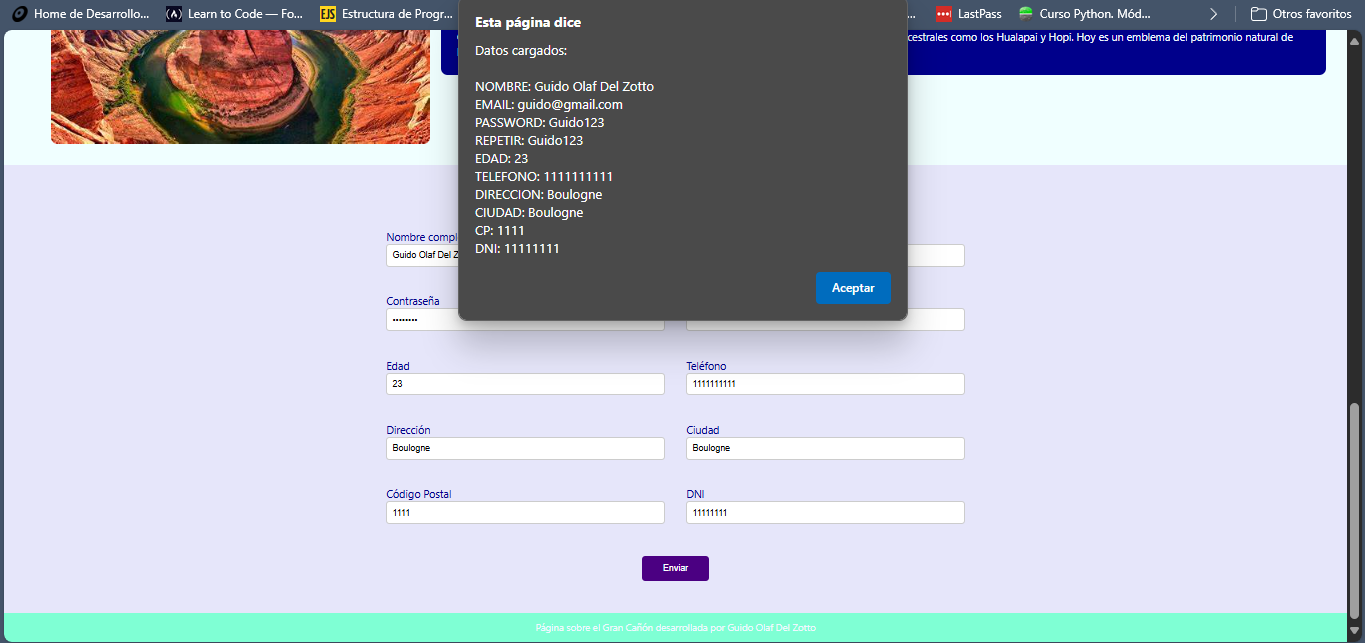 Home de Desarrollo...
Learn to Code — Fo...
EJS Estructura de Progr...
...
LastPass
Curso Python. Mód...
Otros favoritos
cestrales como los Hualapai y Hopi. Hoy es un emblema del patrimonio natural de
Esta página dice
Datos cargados:
NOMBRE: Guido Olaf Del Zotto
EMAIL: guido@gmail.com
PASSWORD: Guido123
REPETIR: Guido123
EDAD: 23
TELEFONO: 1111111111
DIRECCION: Boulogne
CIUDAD: Boulogne
CP: 1111
DNI: 11111111
Aceptar
Nombre compl
Guido Olaf Del Z
Contraseña
••••••••
Edad
23
Teléfono
1111111111
Dirección
Boulogne
Ciudad
Boulogne
Código Postal
1111
DNI
11111111
Enviar
Página sobre el Gran Cañón desarrollada por Guido Olaf Del Zotto